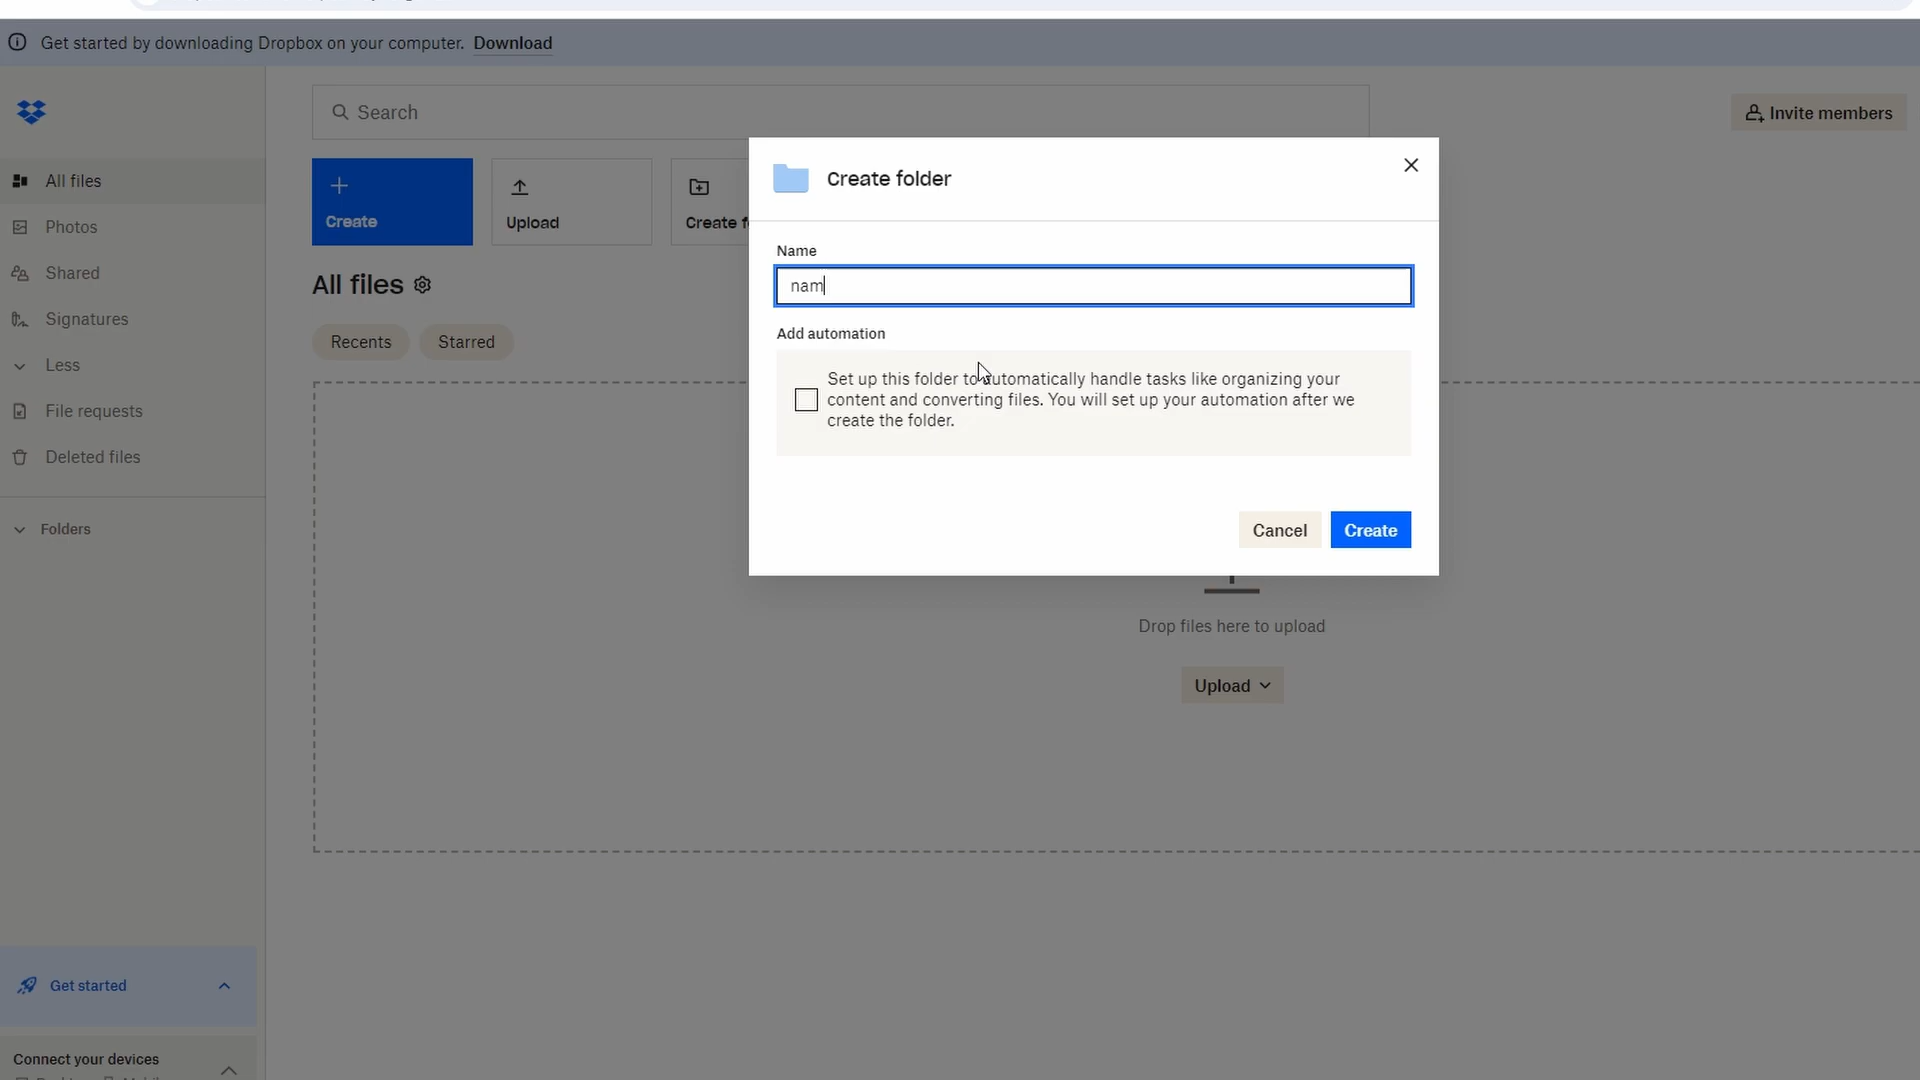 Get started by downloading Dropbox on your computer. Download
Search
Invite members
Create folder
Name
nam
Add automation
Set up this folder to automatically handle tasks like organizing your
content and converting files. You will set up your automation after we
create the folder.
Cancel
Create
All files
Photos
Shared
Signatures
Less
File requests
Deleted files
Folders
Create
Upload
Create f
All files
Recents
Starred
Drop files here to upload
Upload
Get started
Connect your devices